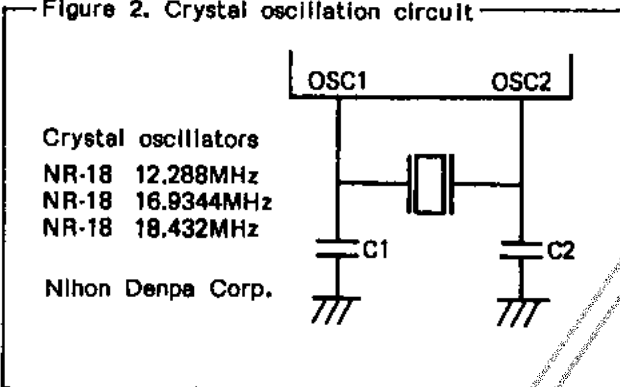 Figure 2. Crystal oscillation circuit
OSC1 OSC2
Crystal oscillators
NR-18 12.288MHz
NR-18 16.9344MHz
NR-18 18.432MHz
C1 C2
Nihon Denpa Corp.